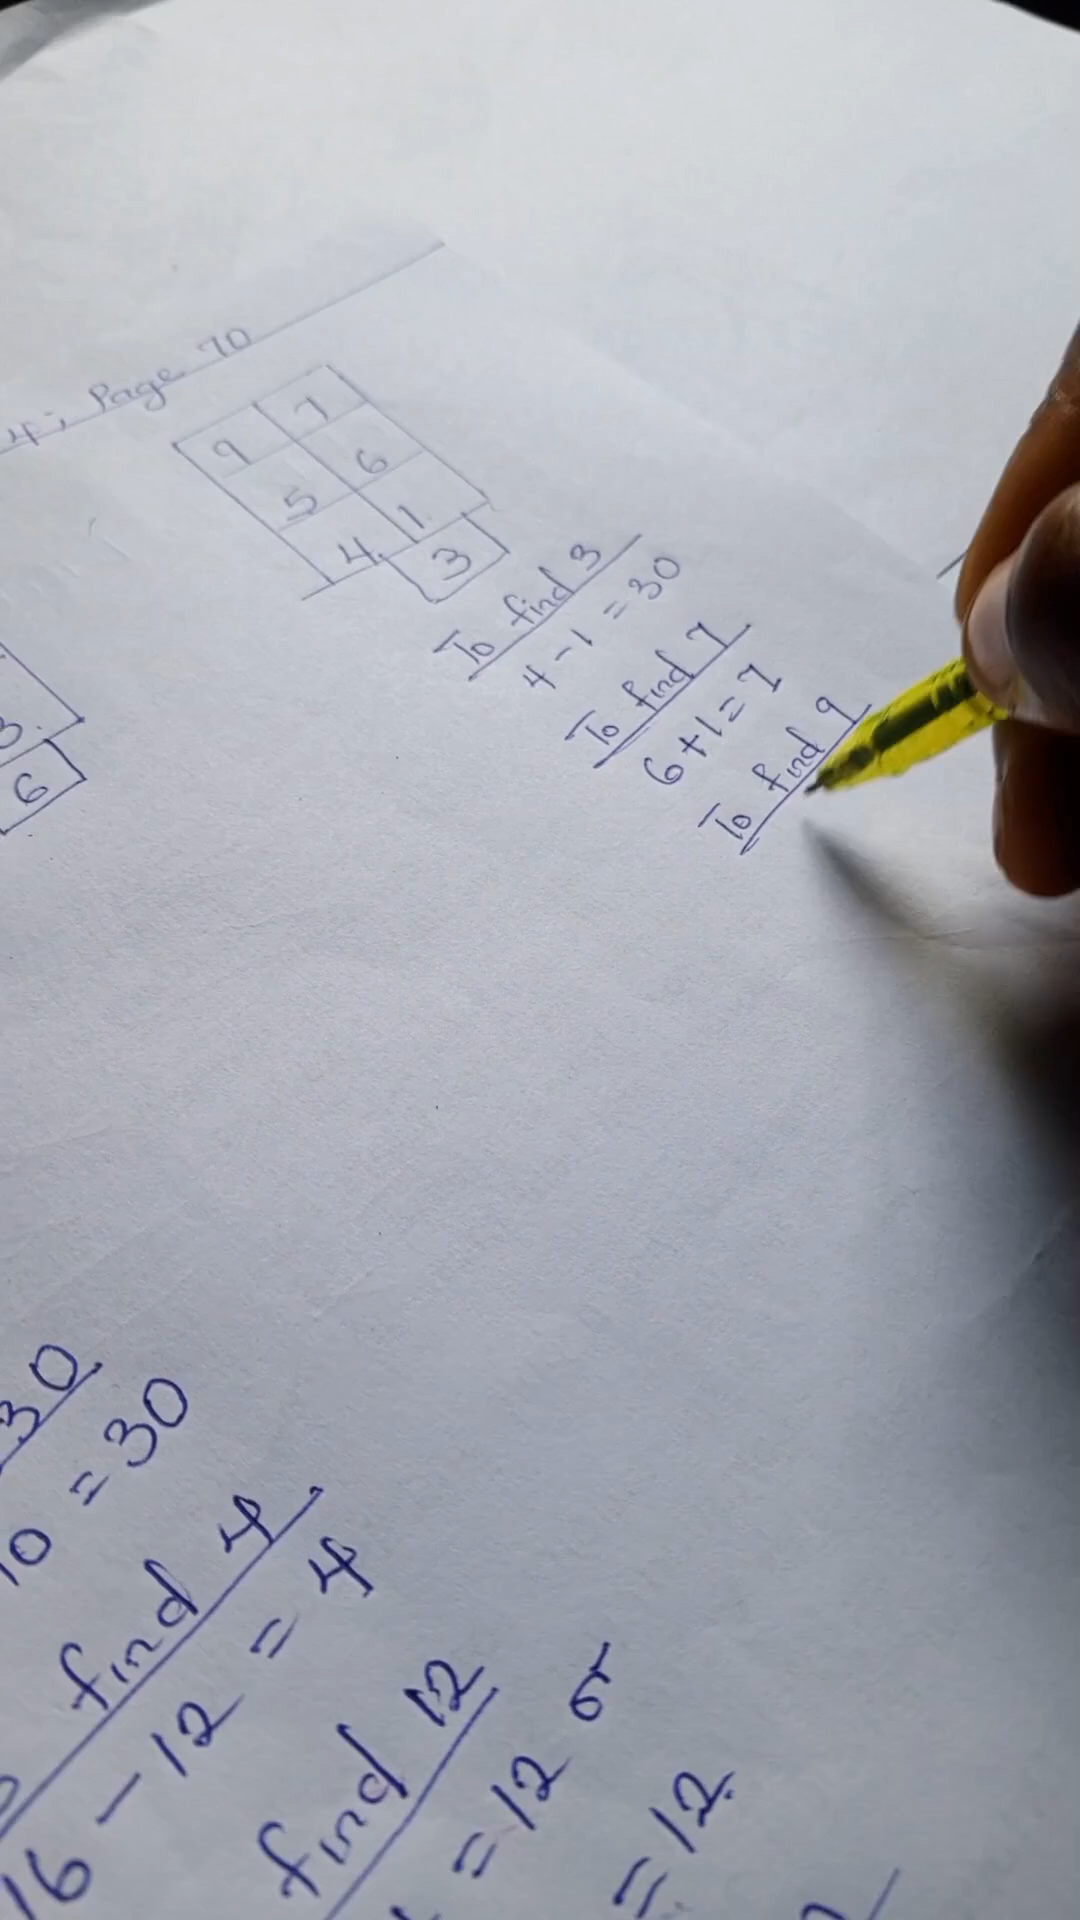 4; Page 70
9 7
5 6
4 1
3
To find 3
4 - 1 = 30
To find 7
6 + 1 = 7
To find 9
3
6
30
10 = 30
find 4
16 - 12 = 4
find 12
= 12 or
= 12.